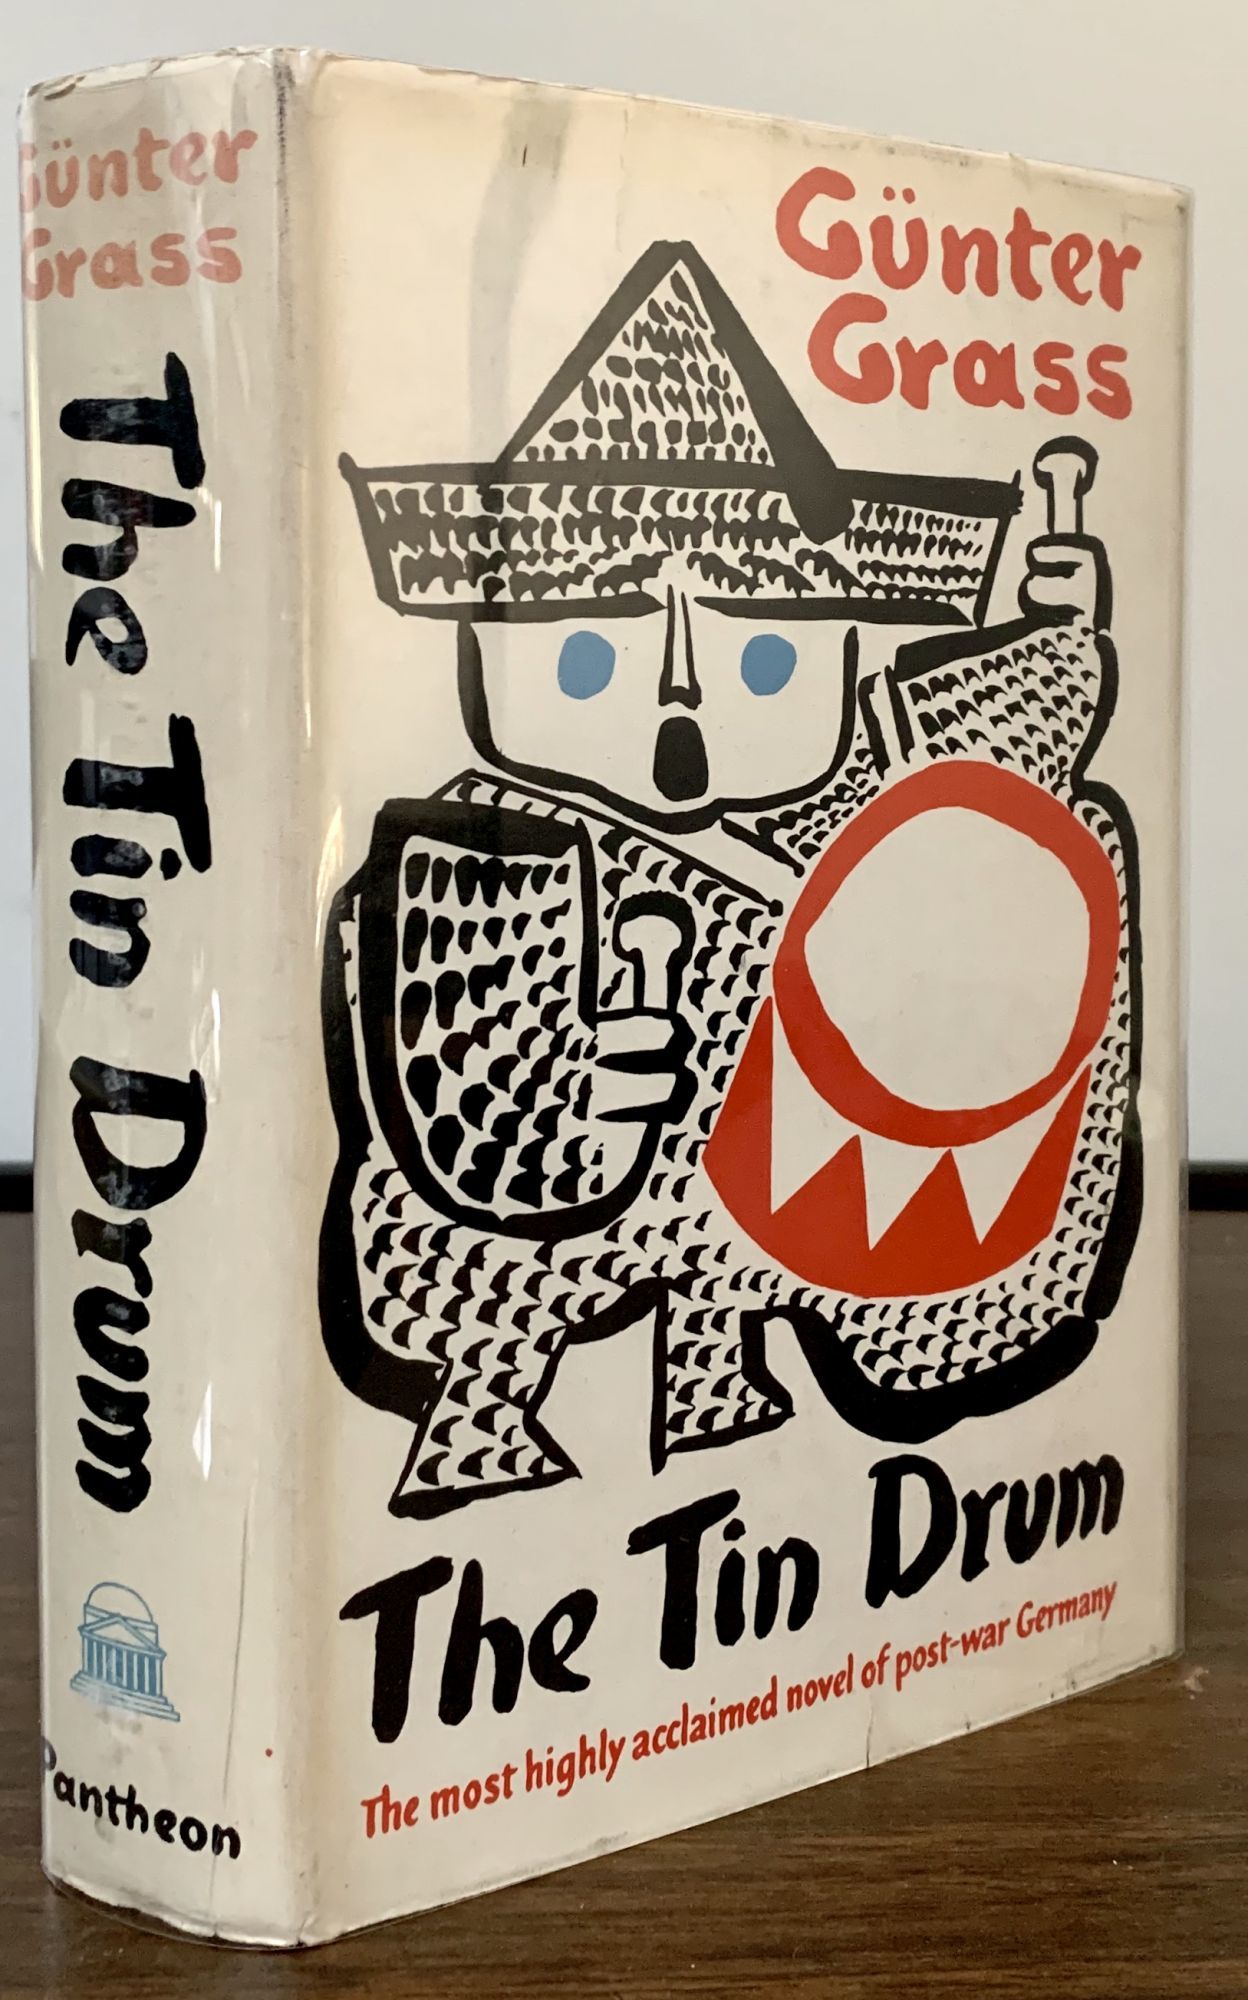 Günter
Grass
The Tin Drum
Pantheon
Günter
Grass
The Tin Drum
The most highly acclaimed novel of post-war Germany